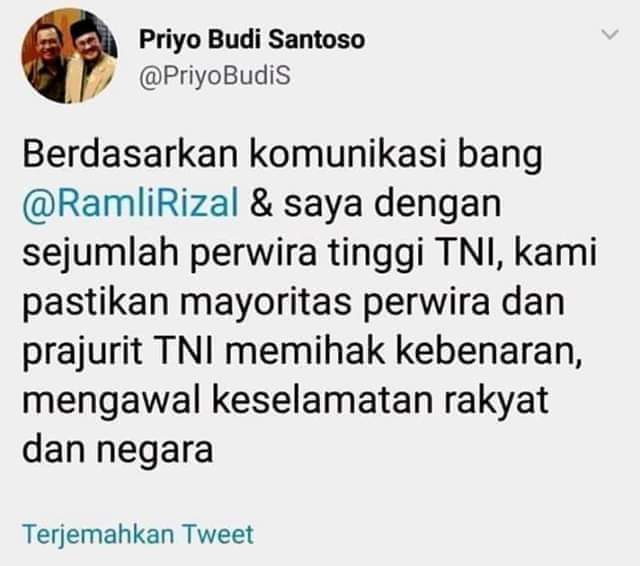 Priyo Budi Santoso
@PriyoBudiS
Berdasarkan komunikasi bang
@RamliRizal & saya dengan
sejumlah perwira tinggi TNI, kami
pastikan mayoritas perwira dan
prajurit TNI memihak kebenaran,
mengawal keselamatan rakyat
dan negara
Terjemahkan Tweet